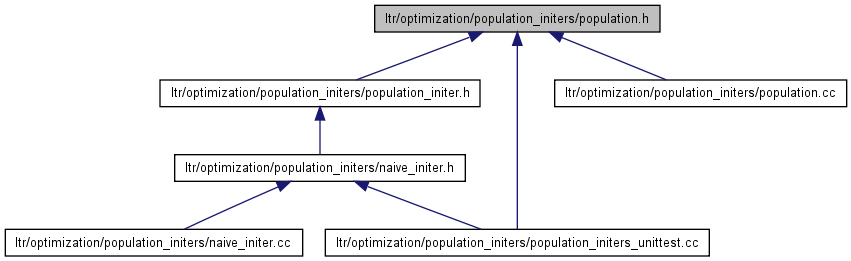 ltr/optimization/population_initers/population.h
ltr/optimization/population_initers/population_initer.h
ltr/optimization/population_initers/population.cc
ltr/optimization/population_initers/naive_initer.h
ltr/optimization/population_initers/naive_initer.cc
ltr/optimization/population_initers/population_initers_unittest.cc